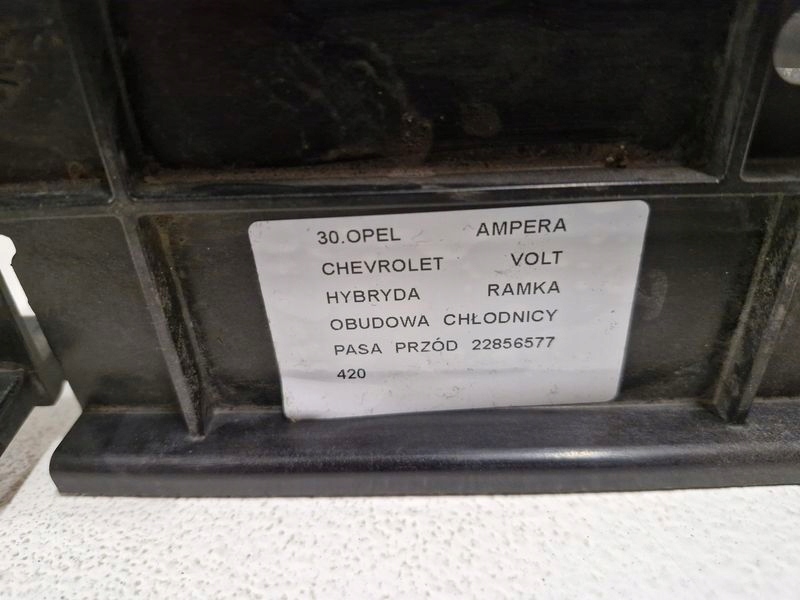 30.OPEL AMPERA
CHEVROLET VOLT
HYBRYDA RAMKA
OBUDOWA CHŁODNICY
PASA PRZÓD 22856577
420